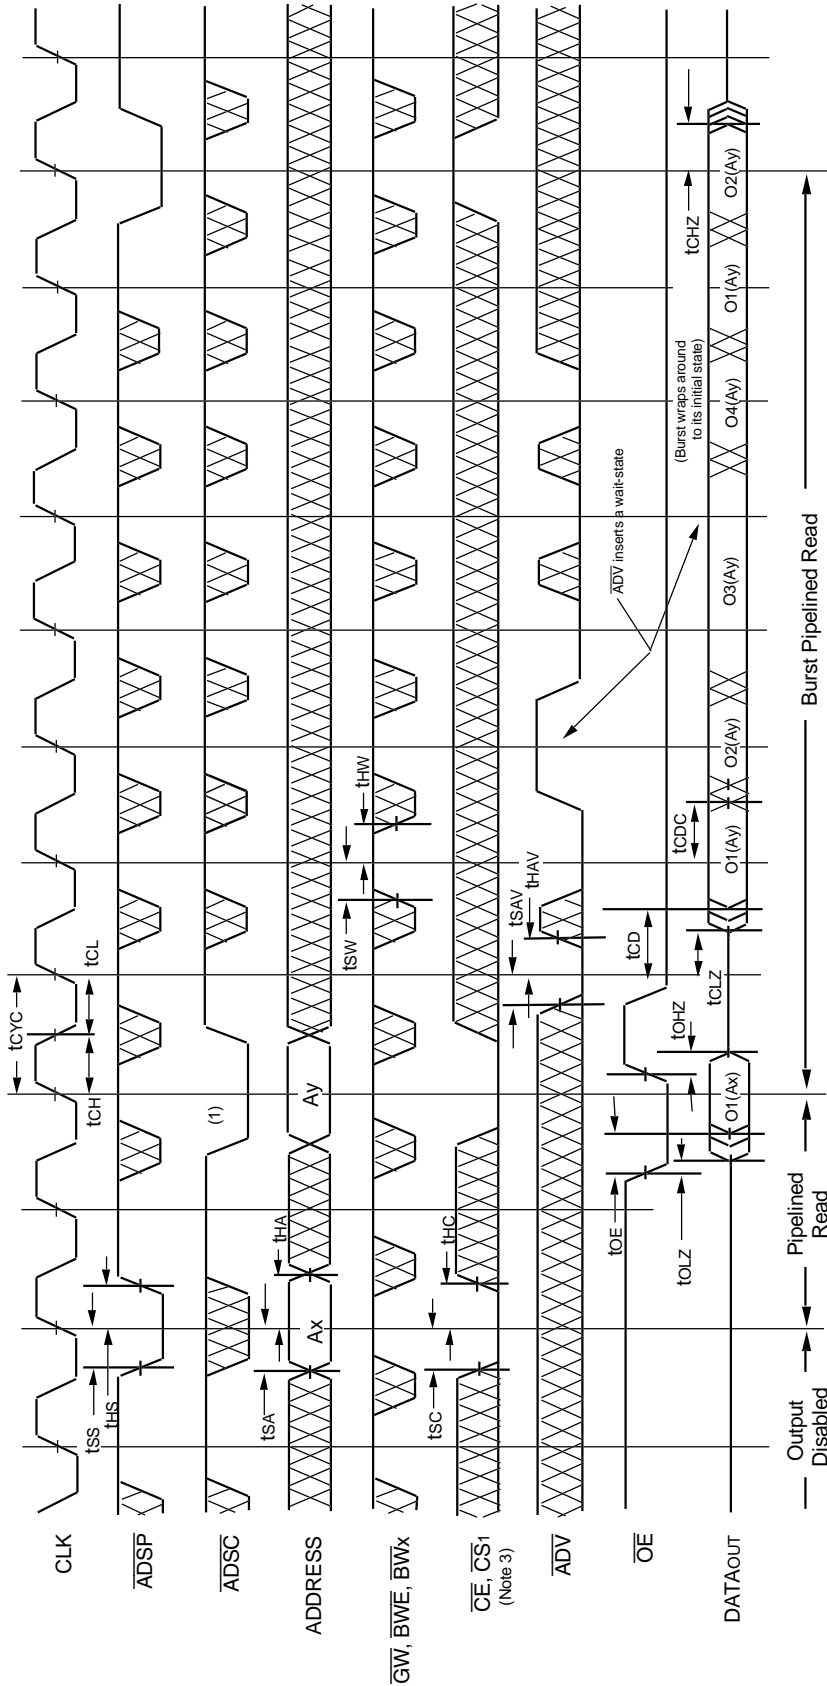 CLK
tCYC
tCH
tCL
tSS
tHS
ADSP
ADSC
(1)
ADDRESS
tSA
tHA
Ax
Ay
GW, BWE, BWx
tSW
tHW
CE, CS1
(Note 3)
tSC
tHC
ADV
tSAV
tHAV
ADV inserts a wait-state
OE
tOE
tOLZ
tOHZ
tCD
tCLZ
tCDC
tCHZ
(Burst wraps around
to its initial state)
DATAOUT
O1(Ax)
O1(Ay)
O2(Ay)
O3(Ay)
O4(Ay)
O1(Ay)
O2(Ay)
Output
Disabled
Pipelined
Read
Burst Pipelined Read